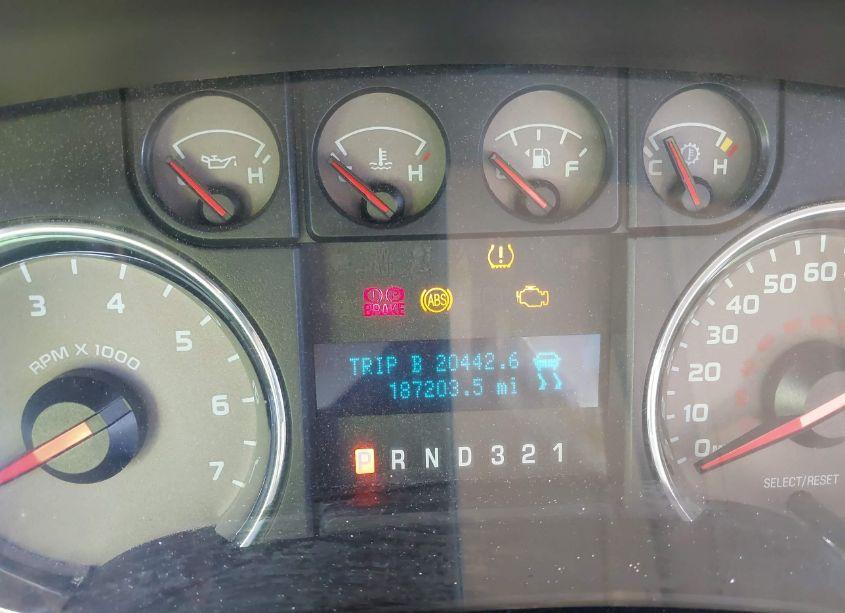 H
H
F
C H
3 4 5 6 7
RPM X 1000
BRAKE
ABS
TRIP B 20442.6
187203.5 mi
P R N D 3 2 1
0 10 20 30 40 50 60
SELECT/RESET